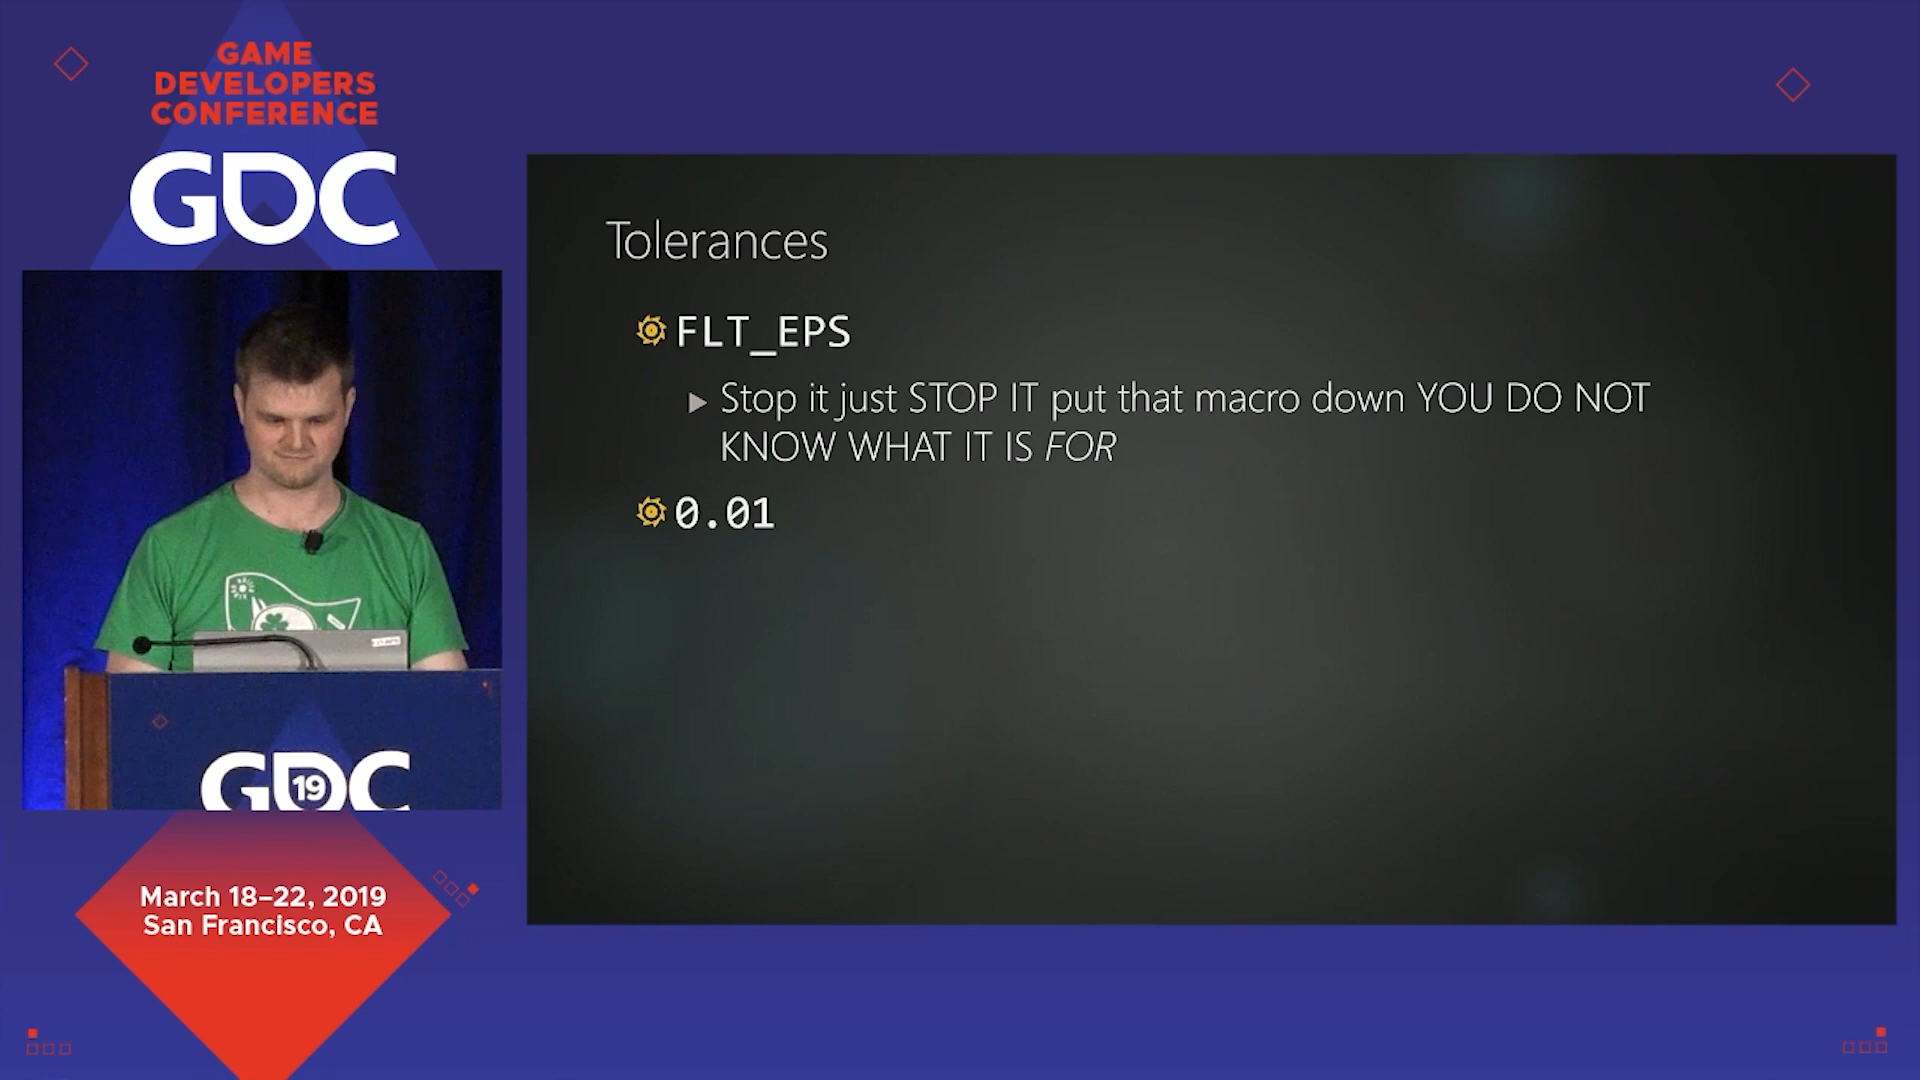 GAME
DEVELOPERS
CONFERENCE
GDC
Tolerances
FLT_EPS
Stop it just STOP IT put that macro down YOU DO NOT
KNOW WHAT IT IS FOR
0.01
GDC
19
March 18–22, 2019
San Francisco, CA